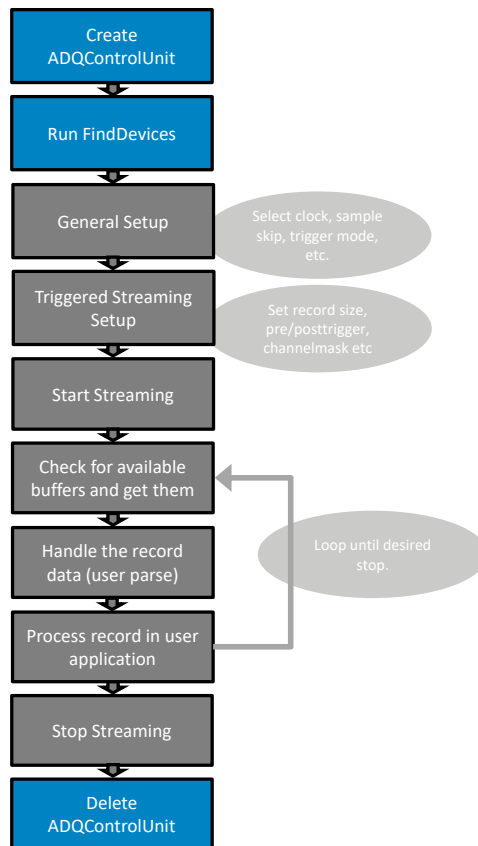 Create
ADQControlUnit
Run FindDevices
General Setup
Select clock, sample
skip, trigger mode,
etc.
Triggered Streaming
Setup
Set record size,
pre/posttrigger,
channelmask etc
Start Streaming
Check for available
buffers and get them
Handle the record
data (user parse)
Loop until desired
stop.
Process record in user
application
Stop Streaming
Delete
ADQControlUnit